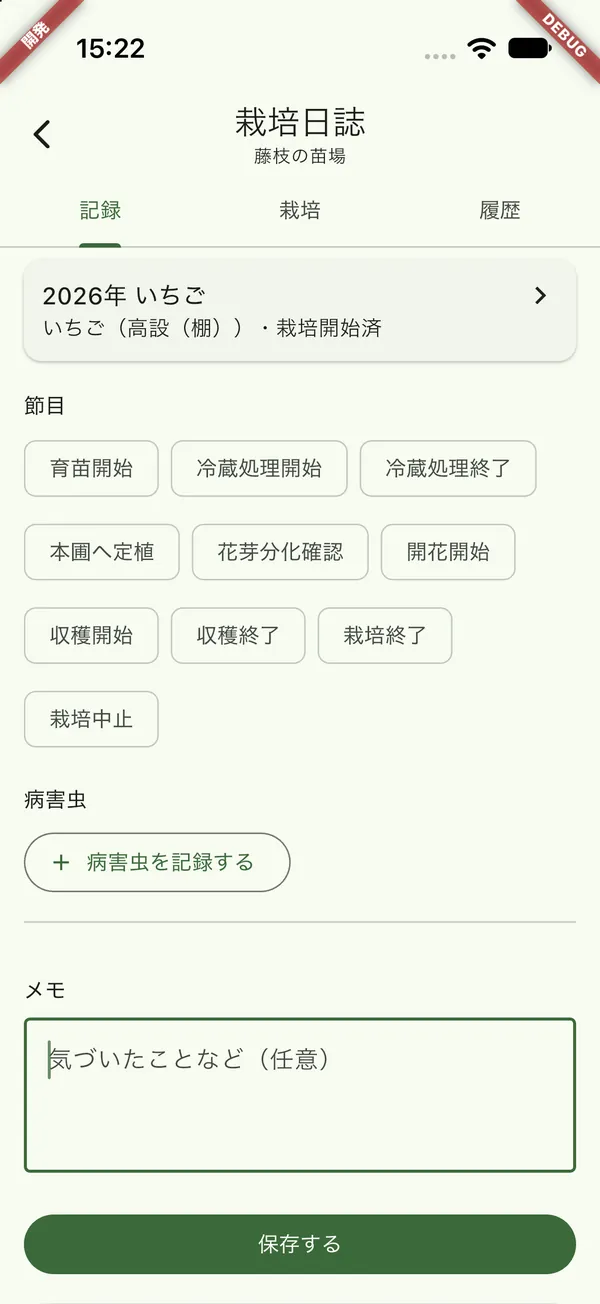 開発
DEBUG
15:22
栽培日誌
藤枝の苗場
記録 栽培 履歴
2026年 いちご
いちご（高設（棚））・栽培開始済
節目
育苗開始 冷蔵処理開始 冷蔵処理終了
本圃へ定植 花芽分化確認 開花開始
収穫開始 収穫終了 栽培終了
栽培中止
病害虫
+ 病害虫を記録する
メモ
気づいたことなど（任意）
保存する